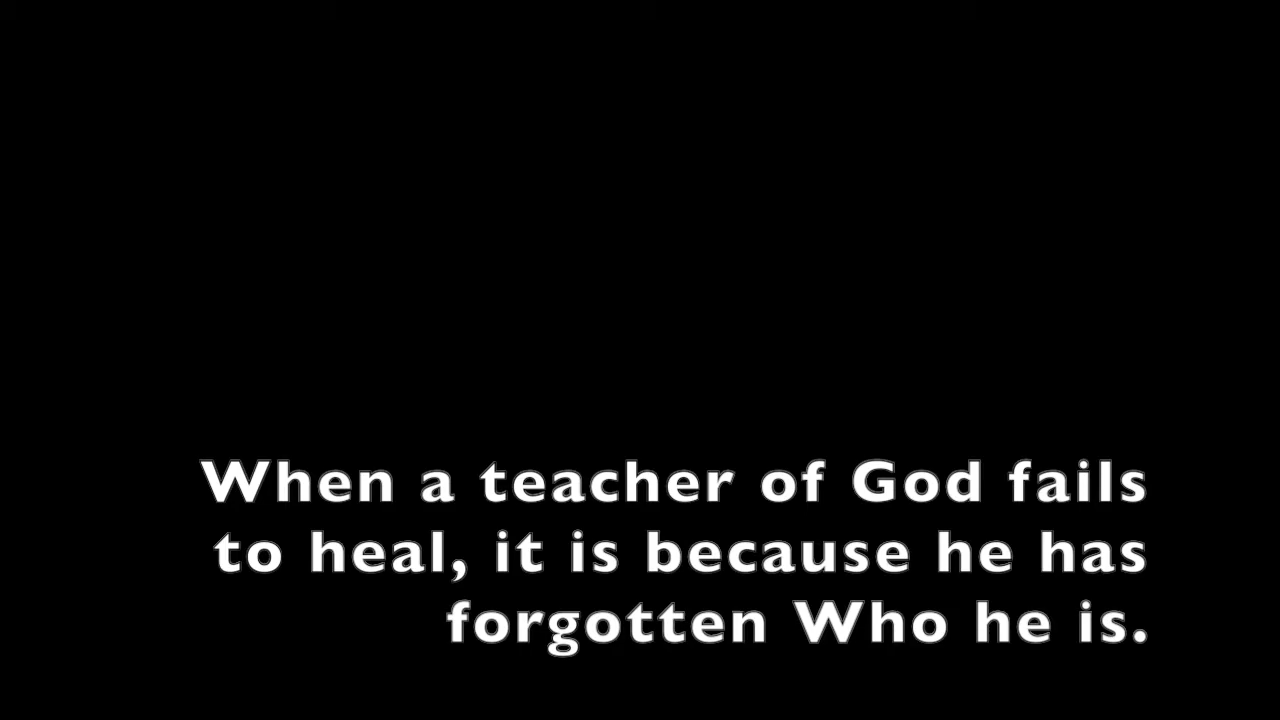 When a teacher of God fails
to heal, it is because he has
forgotten Who he is.